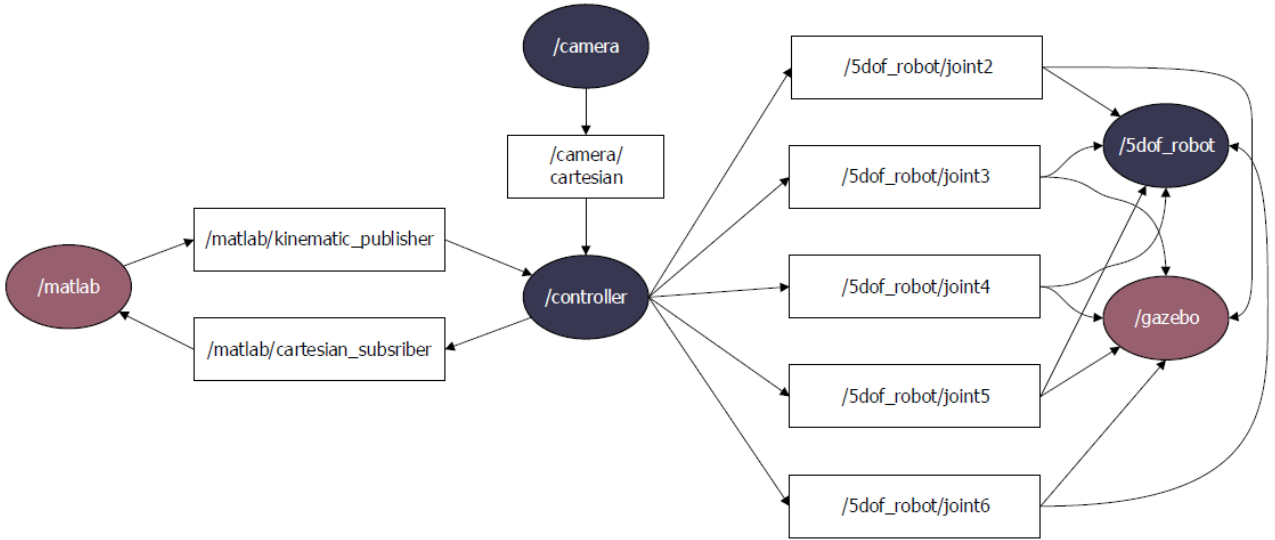 /camera
/camera/
cartesian
/matlab
/matlab/kinematic_publisher
/matlab/cartesian_subsriber
/controller
/5dof_robot/joint2
/5dof_robot/joint3
/5dof_robot/joint4
/5dof_robot/joint5
/5dof_robot/joint6
/5dof_robot
/gazebo